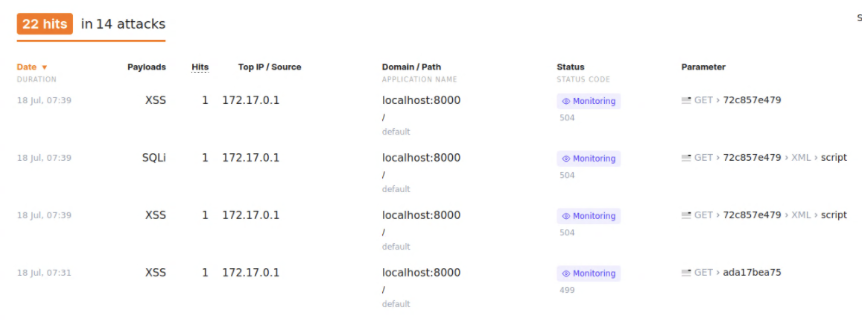 22 hits in 14 attacks
Date ▼ Payloads Hits Top IP / Source Domain / Path Status Parameter
DURATION APPLICATION NAME STATUS CODE
18 Jul, 07:39 XSS 1 172.17.0.1 localhost:8000 Monitoring GET › 72c857e479
/ 504
default
18 Jul, 07:39 SQLi 1 172.17.0.1 localhost:8000 Monitoring GET › 72c857e479 › XML › script
/ 504
default
18 Jul, 07:39 XSS 1 172.17.0.1 localhost:8000 Monitoring GET › 72c857e479 › XML › script
/ 504
default
18 Jul, 07:31 XSS 1 172.17.0.1 localhost:8000 Monitoring GET › ada17bea75
/ 499
default